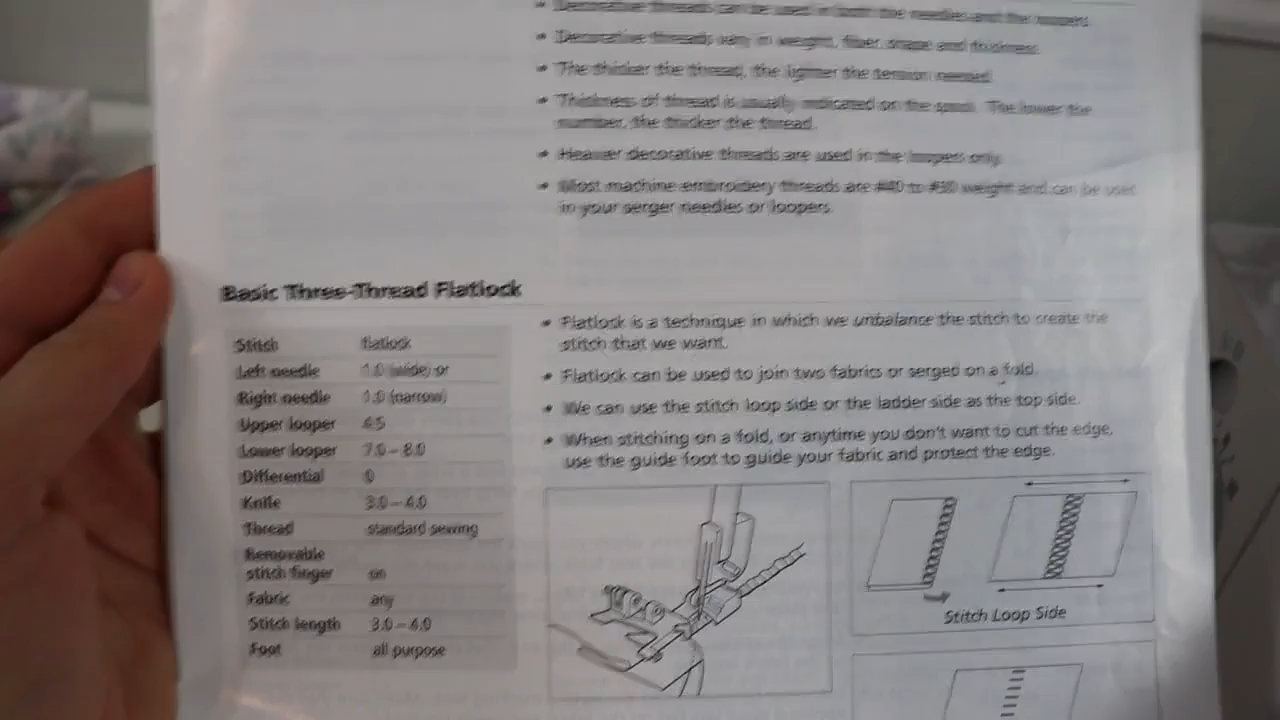 • Decorative threads can be used in both the needles and the loopers.
• Decorative threads vary in weight, fiber, shape and thickness.
• The thicker the thread, the lighter the tension needed.
• Thickness of thread is usually indicated on the spool. The lower the
number, the thicker the thread.
• Heavier decorative threads are used in the loopers only.
• Most machine embroidery threads are #40 to #30 weight and can be used
in your serger needles or loopers.
Basic Three-Thread Flatlock
Stitch flatlock
Left needle 1.0 (wide) or
Right needle 1.0 (narrow)
Upper looper
Lower looper 7.0 – 8.0
Differential 0
Knife 3.0 – 4.0
Thread standard sewing
Removable
stitch finger on
Fabric any
Stitch length 3.0 – 4.0
Foot all purpose
• Flatlock is a technique in which we unbalance the stitch to create the
stitch that we want.
• Flatlock can be used to join two fabrics or serged on a fold.
• We can use the stitch loop side or the ladder side as the top side.
• When stitching on a fold, or anytime you don't want to cut the edge,
use the guide foot to guide your fabric and protect the edge.
Stitch Loop Side